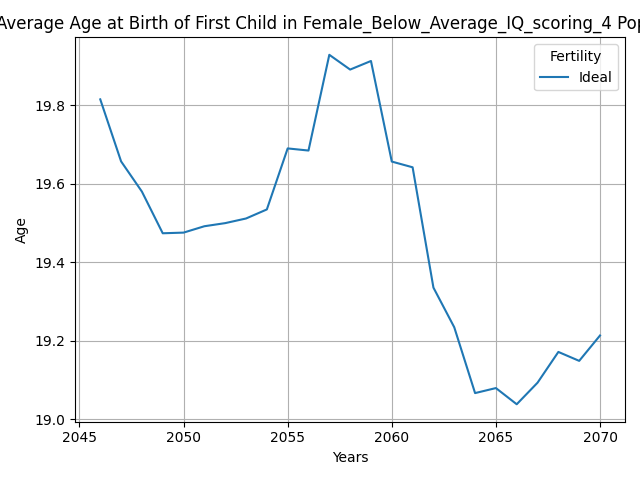 Average Age at Birth of First Child in Female_Below_Average_IQ_scoring_4 Pop
Fertility
Ideal
19.8
19.6
19.4
19.2
19.0
Age
2045 2050 2055 2060 2065 2070
Years